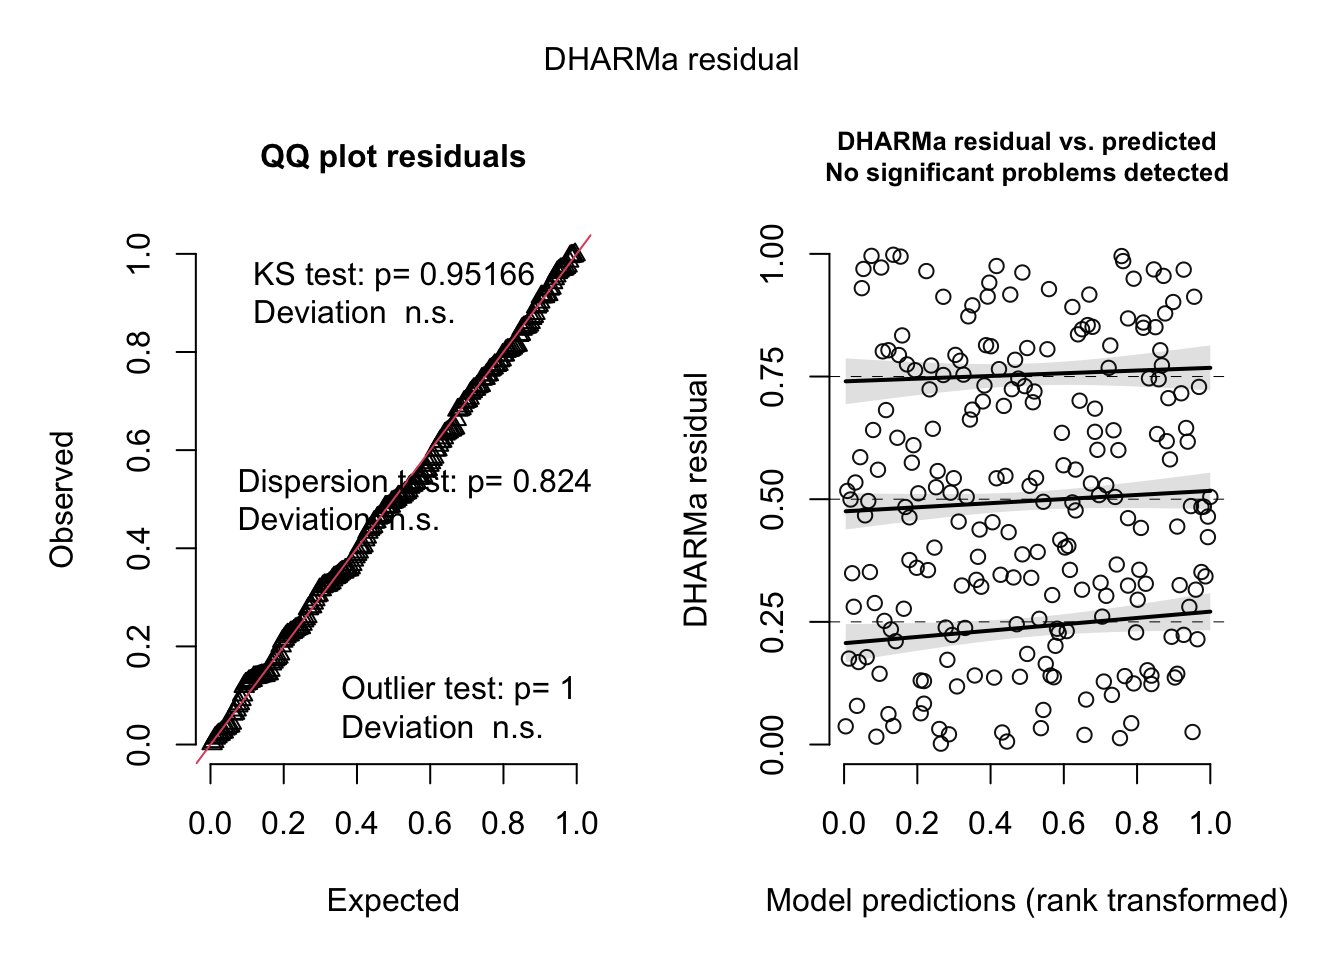 DHARMa residual
QQ plot residuals
KS test: p= 0.95166
Deviation  n.s.
Dispersion test: p= 0.824
Deviation n.s.
Outlier test: p= 1
Deviation  n.s.
Observed
1.0
0.8
0.6
0.4
0.2
0.0
0.0 0.2 0.4 0.6 0.8 1.0
Expected
DHARMa residual vs. predicted
No significant problems detected
DHARMa residual
1.00
0.75
0.50
0.25
0.00
0.0 0.2 0.4 0.6 0.8 1.0
Model predictions (rank transformed)